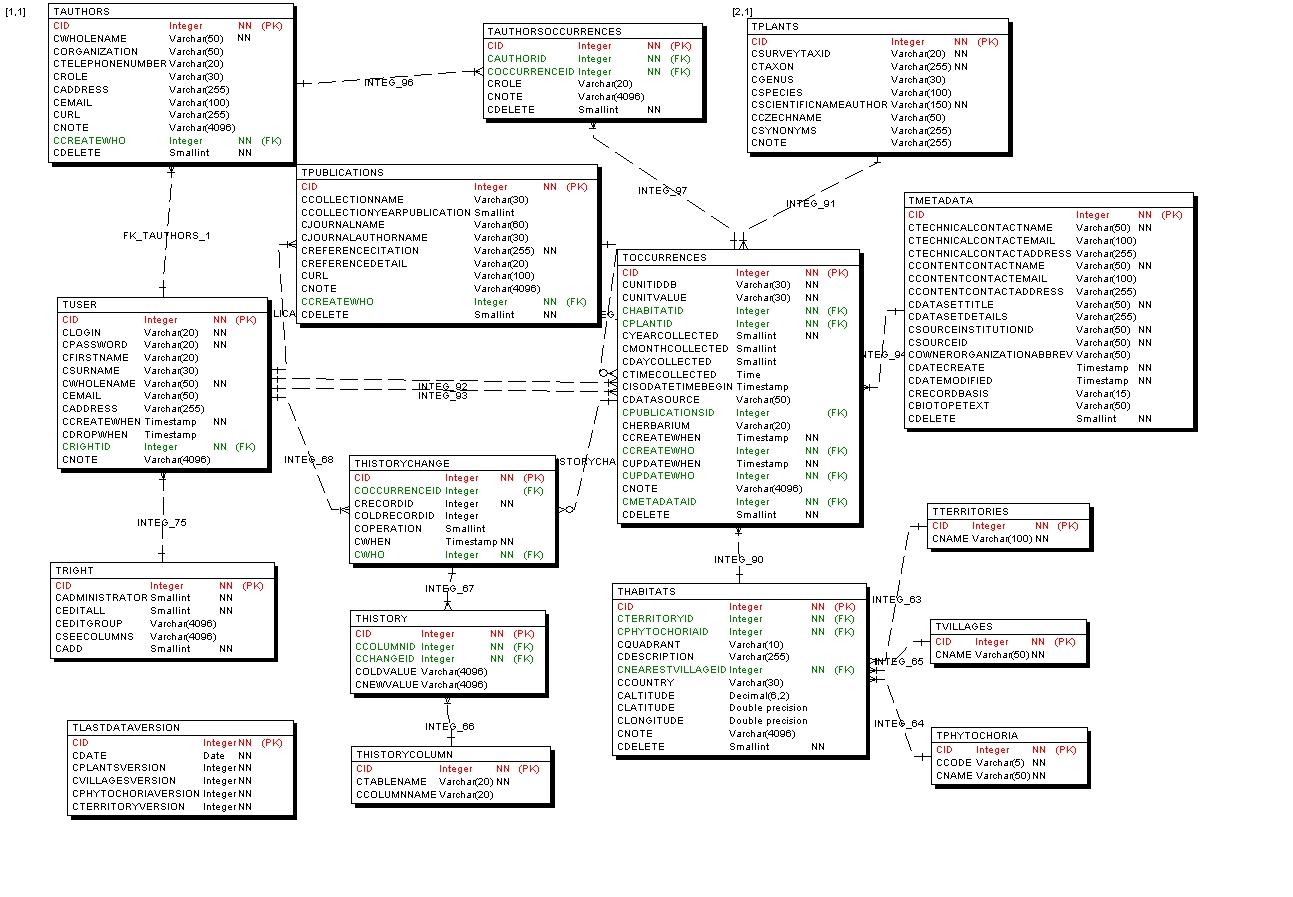 [1,1]
TAUTHORS
CID Integer NN (PK)
CWHOLENAME Varchar(50) NN
CORGANIZATION Varchar(50)
CTELEPHONENUMBER Varchar(20)
CROLE Varchar(30)
CADDRESS Varchar(255)
CEMAIL Varchar(100)
CURL Varchar(255)
CNOTE Varchar(4096)
CCREATEWHO Integer NN (FK)
CDELETE Smallint NN
INTEG_96
TAUTHORSOCCURRENCES
CID Integer NN (PK)
CAUTHORID Integer NN (FK)
COCCURRENCEID Integer NN (FK)
CROLE Varchar(20)
CNOTE Varchar(4096)
CDELETE Smallint NN
[2,1]
TPLANTS
CID Integer NN (PK)
CSURVEYTAXID Varchar(20) NN
CTAXON Varchar(255) NN
CGENUS Varchar(30)
CSPECIES Varchar(100)
CSCIENTIFICNAMEAUTHOR Varchar(150) NN
CCZECHNAME Varchar(50)
CSYNONYMS Varchar(255)
CNOTE Varchar(255)
FK_TAUTHORS_1
TPUBLICATIONS
CID Integer NN (PK)
CCOLLECTIONNAME Varchar(30)
CCOLLECTIONYEARPUBLICATION Smallint
CJOURNALNAME Varchar(60)
CJOURNALAUTHORNAME Varchar(30)
CREFERENCECITATION Varchar(255) NN
CREFERENCEDETAIL Varchar(20)
CURL Varchar(100)
CNOTE Varchar(4096)
CCREATEWHO Integer NN (FK)
CDELETE Smallint NN
INTEG_97
INTEG_91
TMETADATA
CID Integer NN (PK)
CTECHNICALCONTACTNAME Varchar(50) NN
CTECHNICALCONTACTEMAIL Varchar(100)
CTECHNICALCONTACTADDRESS Varchar(255)
CCONTENTCONTACTNAME Varchar(50) NN
CCONTENTCONTACTEMAIL Varchar(100)
CCONTENTCONTACTADDRESS Varchar(255)
CDATASETTITLE Varchar(50) NN
CDATASETDETAILS Varchar(255)
CSOURCEINSTITUTIONID Varchar(50) NN
CSOURCEID Varchar(50) NN
COWNERORGANIZATIONABBREV Varchar(50)
CDATECREATE Timestamp NN
CDATEMODIFIED Timestamp NN
CRECORDBASIS Varchar(15)
CBIOTOPETEXT Varchar(50)
CDELETE Smallint NN
TUSER
CID Integer NN (PK)
CLOGIN Varchar(20) NN
CPASSWORD Varchar(20) NN
CFIRSTNAME Varchar(20)
CSURNAME Varchar(30)
CWHOLENAME Varchar(50) NN
CEMAIL Varchar(50)
CADDRESS Varchar(255)
CCREATEWHEN Timestamp NN
CDROPWHEN Timestamp
CRIGHTID Integer NN (FK)
CNOTE Varchar(4096)
LICA
EG
INTEG_92
INTEG_93
TOCCURRENCES
CID Integer NN (PK)
CUNITIDDB Varchar(30) NN
CUNITVALUE Varchar(30) NN
CHABITATID Integer NN (FK)
CPLANTID Integer NN (FK)
CYEARCOLLECTED Smallint NN
CMONTHCOLLECTED Smallint
CDAYCOLLECTED Smallint
CTIMECOLLECTED Time
CISODATETIMEBEGIN Timestamp
CDATASOURCE Varchar(50)
CPUBLICATIONSID Integer (FK)
CHERBARIUM Varchar(20)
CCREATEWHEN Timestamp NN
CCREATEWHO Integer NN (FK)
CUPDATEWHEN Timestamp NN
CUPDATEWHO Integer NN (FK)
CNOTE Varchar(4096)
CMETADATAID Integer NN (FK)
CDELETE Smallint NN
NTEG_94
INTEG_68
STORYCHA
THISTORYCHANGE
CID Integer NN (PK)
COCCURRENCEID Integer (FK)
CRECORDID Integer NN
COLDRECORDID Integer
COPERATION Smallint
CWHEN Timestamp NN
CWHO Integer NN (FK)
INTEG_75
TRIGHT
CID Integer NN (PK)
CADMINISTRATOR Smallint NN
CEDITALL Smallint NN
CEDITGROUP Varchar(4096)
CSEECOLUMNS Varchar(4096)
CADD Smallint NN
INTEG_67
THISTORY
CID Integer NN (PK)
CCOLUMNID Integer NN (FK)
CCHANGEID Integer NN (FK)
COLDVALUE Varchar(4096)
CNEWVALUE Varchar(4096)
INTEG_66
THISTORYCOLUMN
CID Integer NN (PK)
CTABLENAME Varchar(20) NN
CCOLUMNNAME Varchar(20)
TLASTDATAVERSION
CID Integer NN (PK)
CDATE Date NN
CPLANTSVERSION Integer NN
CVILLAGESVERSION Integer NN
CPHYTOCHORIAVERSION Integer NN
CTERRITORYVERSION Integer NN
INTEG_90
THABITATS
CID Integer NN (PK)
CTERRITORYID Integer NN (FK)
CPHYTOCHORIAID Integer NN (FK)
CQUADRANT Varchar(10)
CDESCRIPTION Varchar(255)
CNEARESTVILLAGEID Integer NN (FK)
CCOUNTRY Varchar(30)
CALTITUDE Decimal(6,2)
CLATITUDE Double precision
CLONGITUDE Double precision
CNOTE Varchar(4096)
CDELETE Smallint NN
TTERRITORIES
CID Integer NN (PK)
CNAME Varchar(100) NN
INTEG_63
TVILLAGES
CID Integer NN (PK)
CNAME Varchar(50) NN
INTEG_65
INTEG_64
TPHYTOCHORIA
CID Integer NN (PK)
CCODE Varchar(5) NN
CNAME Varchar(50) NN